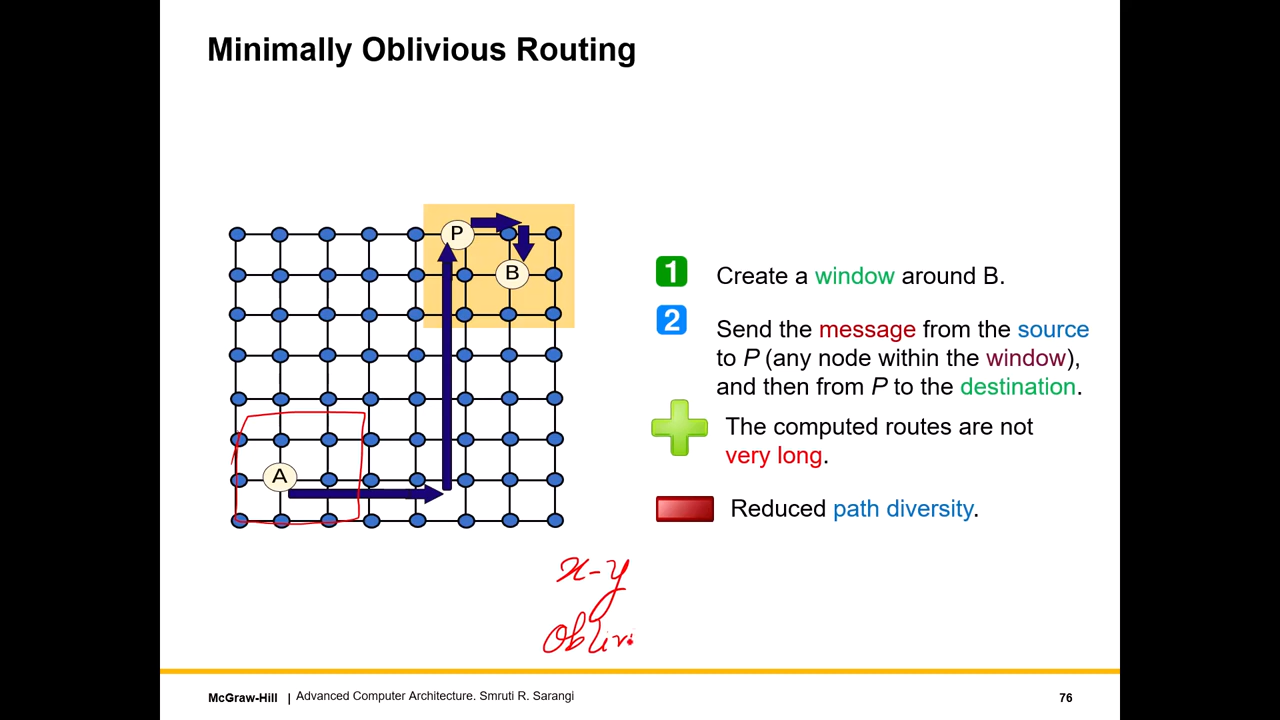 Minimally Oblivious Routing
P
B
A
1 Create a window around B.
2 Send the message from the source
to P (any node within the window),
and then from P to the destination.
The computed routes are not
very long.
Reduced path diversity.
x-y
Obliv
McGraw-Hill | Advanced Computer Architecture. Smruti R. Sarangi
76